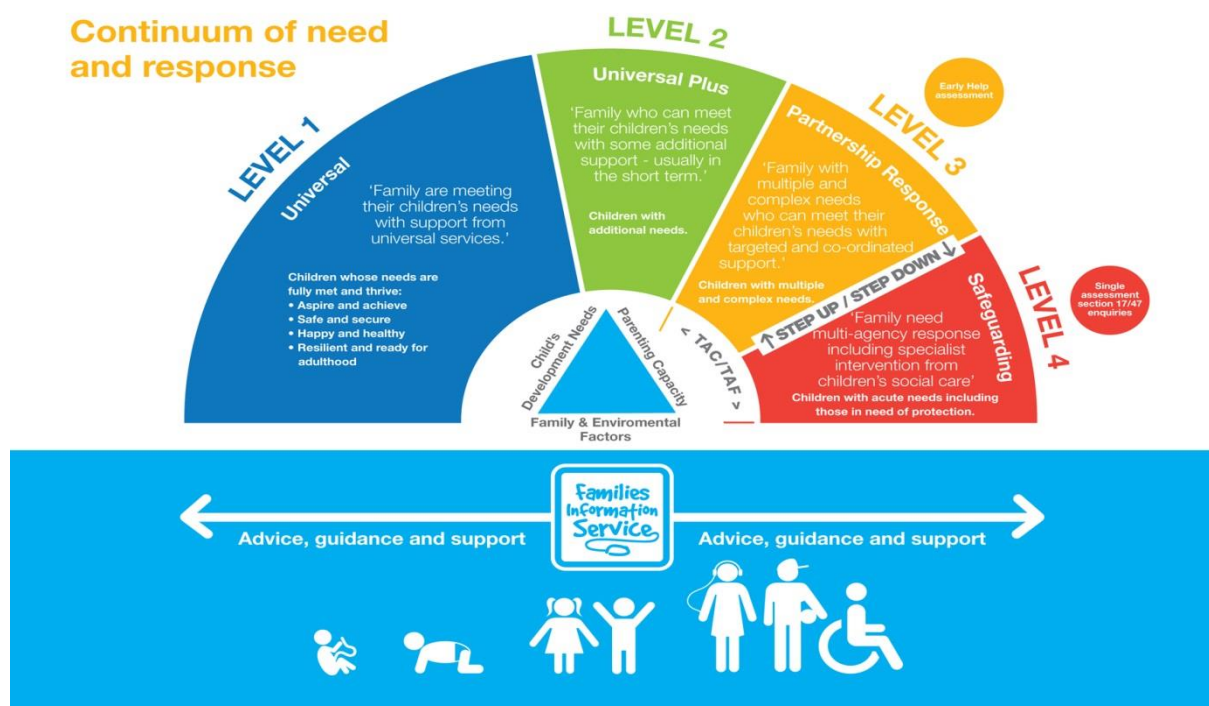 Continuum of need
and response
LEVEL 1
Universal
'Family are meeting
their children's needs
with support from
universal services.'
Children whose needs are
fully met and thrive:
• Aspire and achieve
• Safe and secure
• Happy and healthy
• Resilient and ready for
adulthood
LEVEL 2
Universal Plus
'Family who can meet
their children's needs
with some additional
support - usually in
the short term.'
Children with
additional needs.
LEVEL 3
Early Help
assessment
Partnership Response
'Family with
multiple and
complex needs
who can meet their
children's needs with
targeted and co-ordinated
support.'
Children with multiple
and complex needs.
↑ STEP UP / STEP DOWN ↓
LEVEL 4
Single
assessment
section 17/47
enquiries
Safeguarding
'Family need
multi-agency response
including specialist
intervention from
children's social care'
Children with acute needs including
those in need of protection.
Child's
Development Needs
Parenting Capacity
Family & Enviromental
Factors
< TAC/TAF >
Families
Information
Service
Advice, guidance and support
Advice, guidance and support